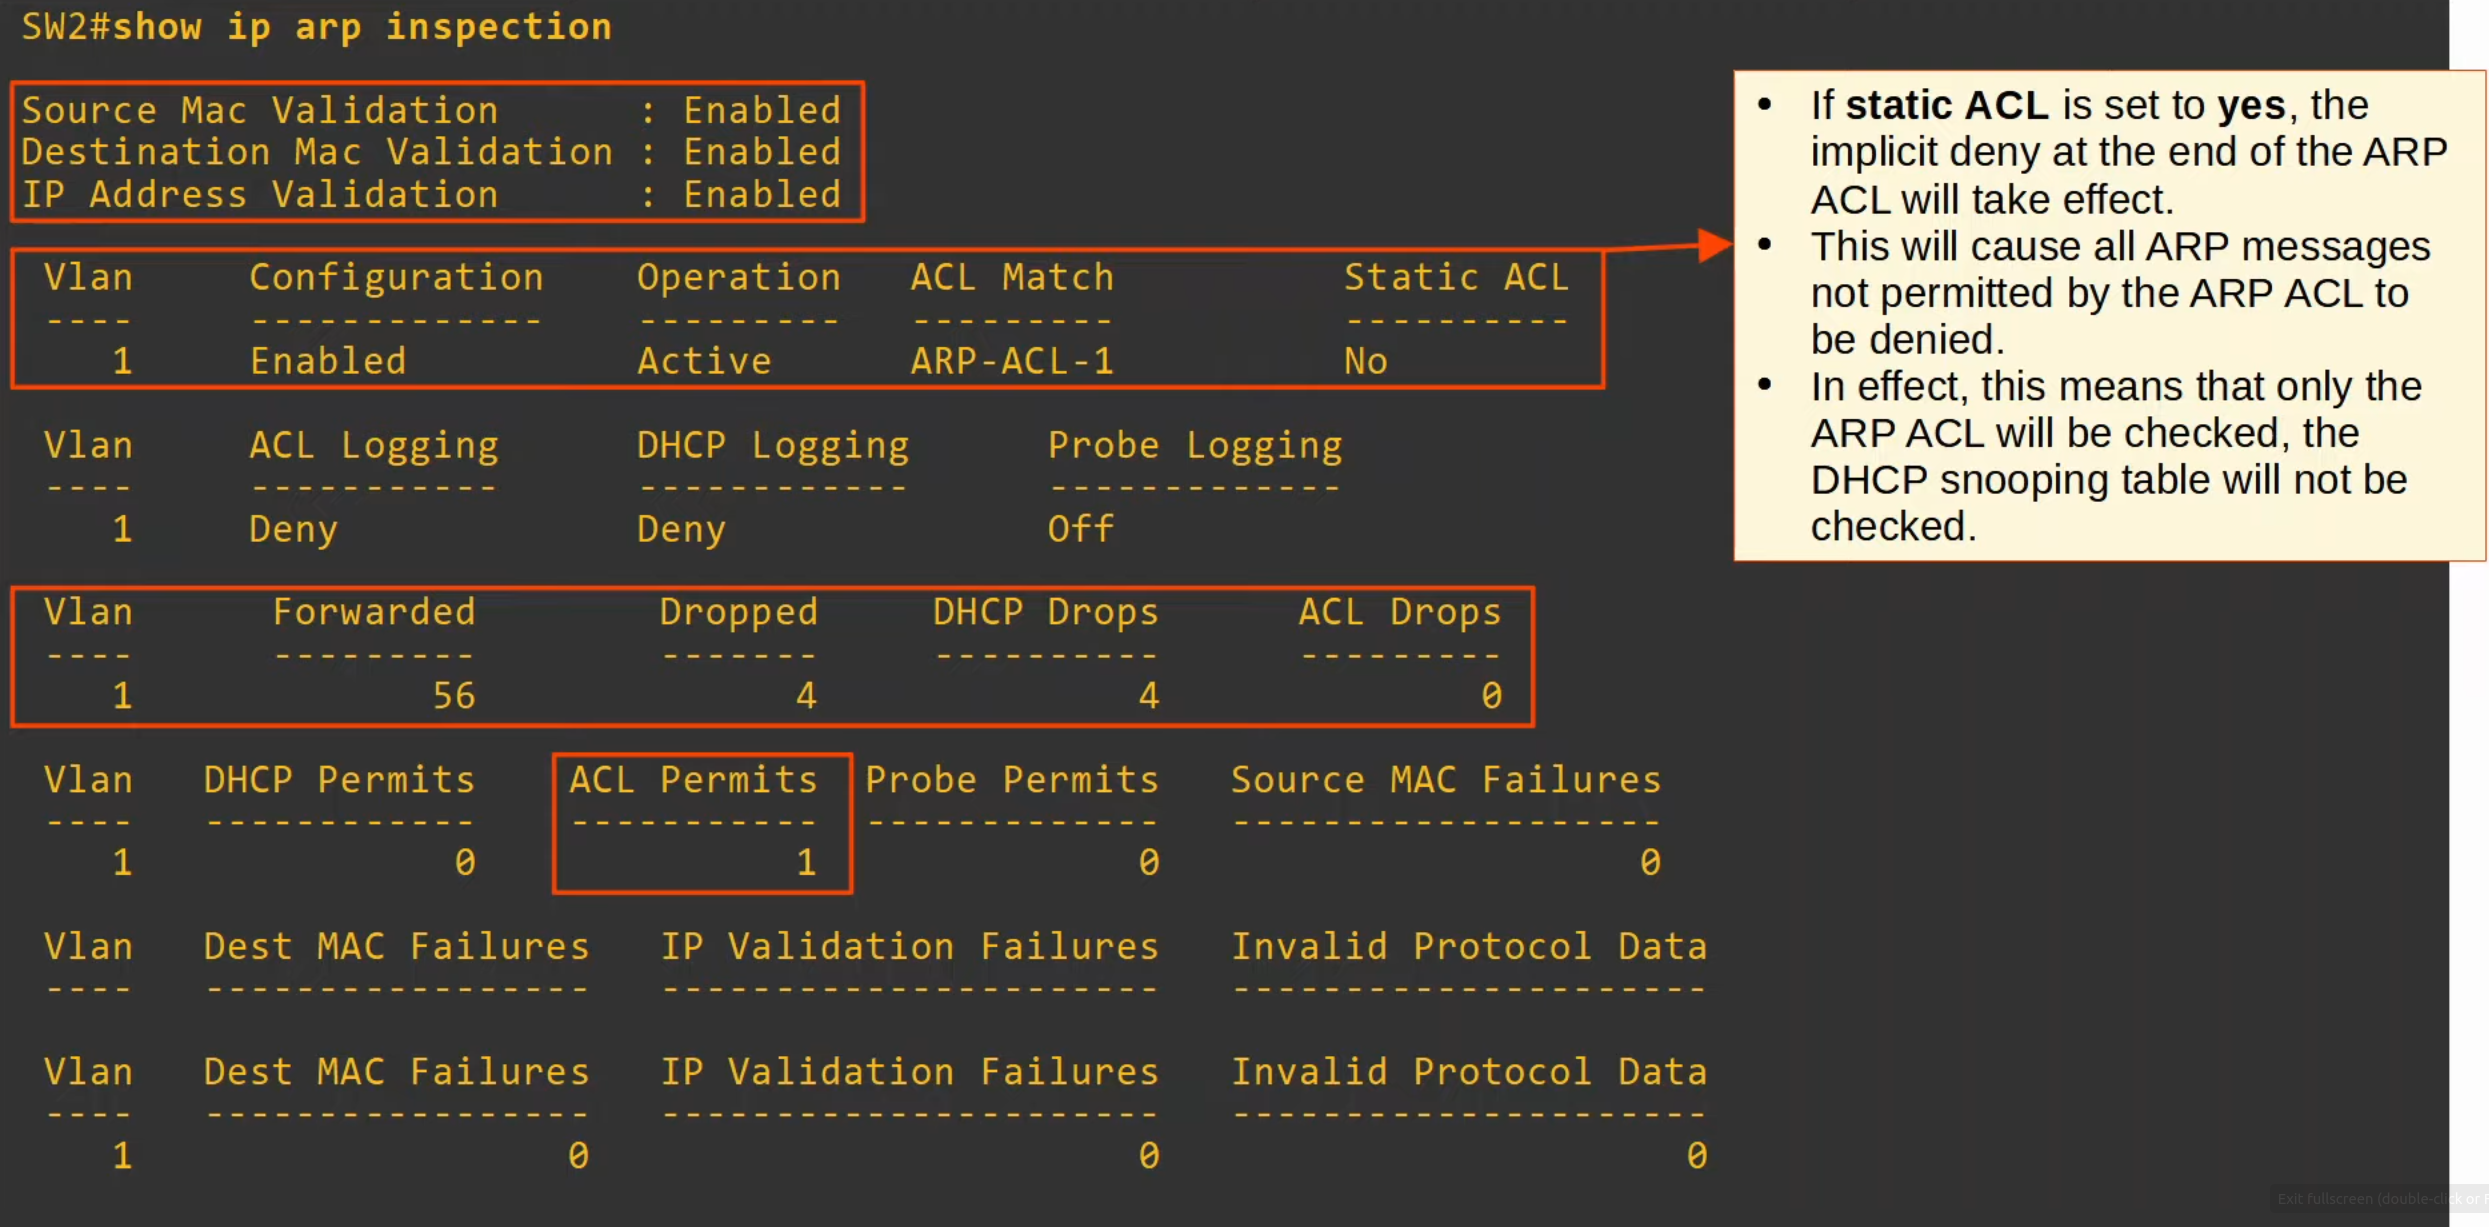 SW2#show ip arp inspection
Source Mac Validation : Enabled
Destination Mac Validation : Enabled
IP Address Validation : Enabled
Vlan Configuration Operation ACL Match Static ACL
---- ------------- --------- --------- ----------
1 Enabled Active ARP-ACL-1 No
Vlan ACL Logging DHCP Logging Probe Logging
---- ----------- ------------ -------------
1 Deny Deny Off
Vlan Forwarded Dropped DHCP Drops ACL Drops
---- --------- ------- ---------- ---------
1 56 4 4 0
Vlan DHCP Permits ACL Permits Probe Permits Source MAC Failures
---- ------------ ----------- ------------- -------------------
1 0 1 0 0
Vlan Dest MAC Failures IP Validation Failures Invalid Protocol Data
---- ----------------- ---------------------- ---------------------
Vlan Dest MAC Failures IP Validation Failures Invalid Protocol Data
---- ----------------- ---------------------- ---------------------
1 0 0 0
• If static ACL is set to yes, the
implicit deny at the end of the ARP
ACL will take effect.
• This will cause all ARP messages
not permitted by the ARP ACL to
be denied.
• In effect, this means that only the
ARP ACL will be checked, the
DHCP snooping table will not be
checked.
Exit fullscreen (double-click or